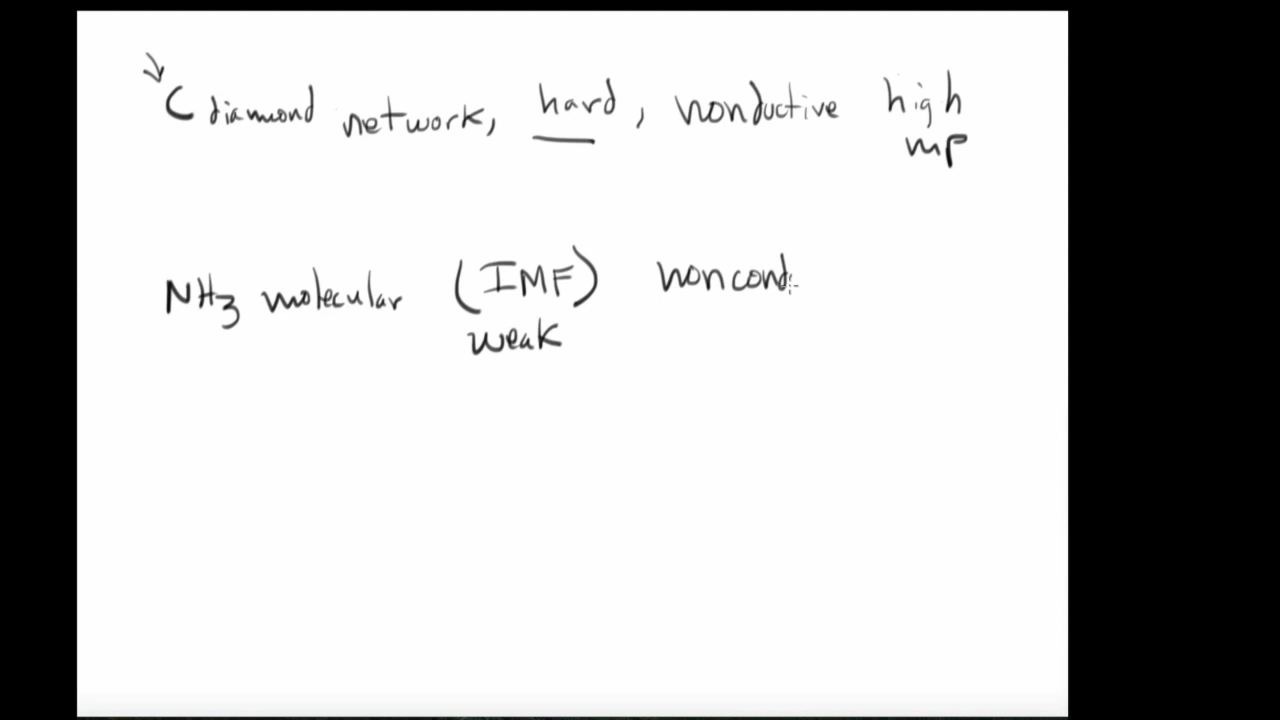 C diamond network, hard, nonductive high
mp
NH3 molecular (IMF) noncond
weak